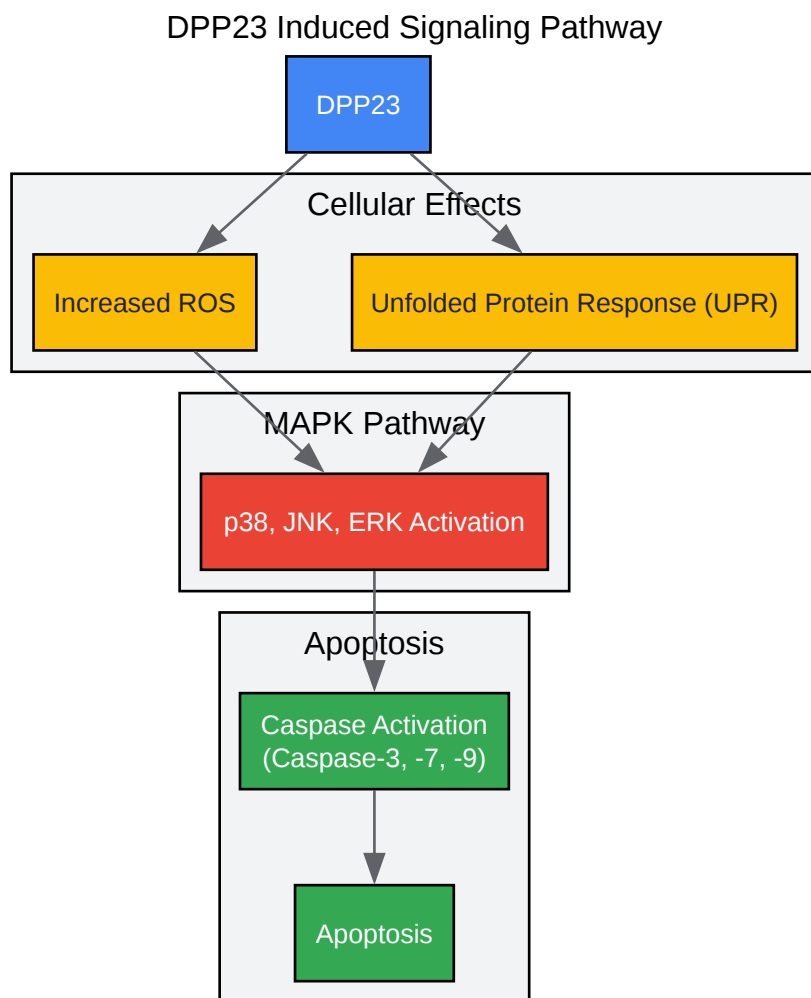 DPP23 Induced Signaling Pathway
DPP23
Cellular Effects
Increased ROS
Unfolded Protein Response (UPR)
MAPK Pathway
p38, JNK, ERK Activation
Apoptosis
Caspase Activation
(Caspase-3, -7, -9)
Apoptosis